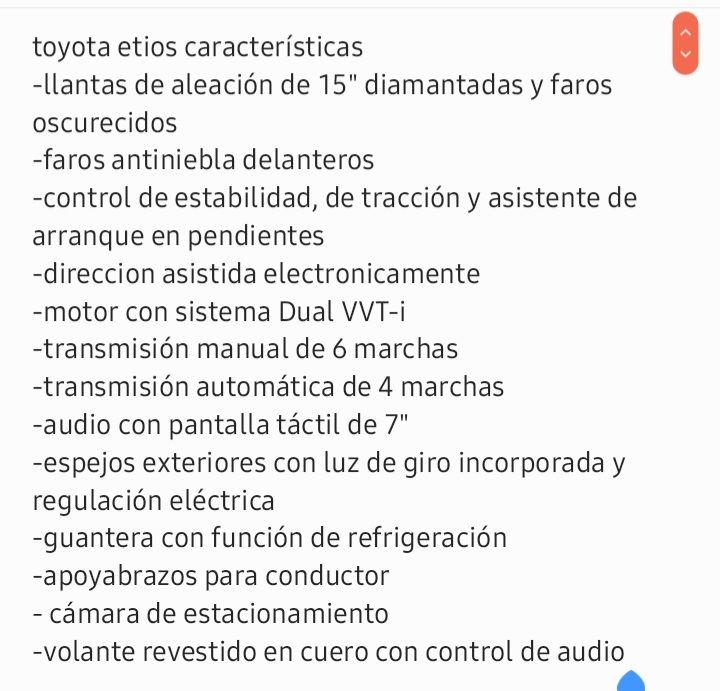 toyota etios características
-llantas de aleación de 15" diamantadas y faros
oscurecidos
-faros antiniebla delanteros
-control de estabilidad, de tracción y asistente de
arranque en pendientes
-direccion asistida electronicamente
-motor con sistema Dual VVT-i
-transmisión manual de 6 marchas
-transmisión automática de 4 marchas
-audio con pantalla táctil de 7"
-espejos exteriores con luz de giro incorporada y
regulación eléctrica
-guantera con función de refrigeración
-apoyabrazos para conductor
- cámara de estacionamiento
-volante revestido en cuero con control de audio